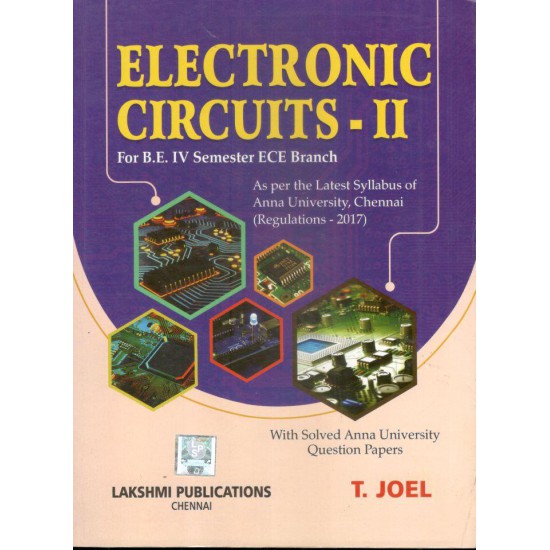 ELECTRONIC
CIRCUITS - II
For B.E. IV Semester ECE Branch
As per the Latest Syllabus of
Anna University, Chennai
(Regulations - 2017)
With Solved Anna University
Question Papers
LAKSHMI PUBLICATIONS
CHENNAI
T. JOEL